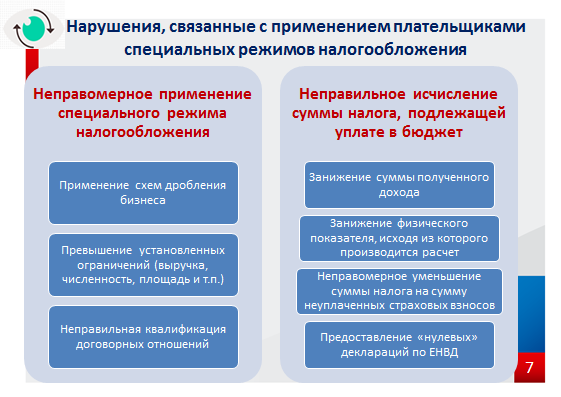 Нарушения, связанные с применением плательщиками
специальных режимов налогообложения
Неправомерное применение
специального режима
налогообложения
Применение схем дробления
бизнеса
Превышение установленных
ограничений (выручка,
численность, площадь и т.п.)
Неправильная квалификация
договорных отношений
Неправильное исчисление
суммы налога, подлежащей
уплате в бюджет
Занижение суммы полученного
дохода
Занижение физического
показателя, исходя из которого
производится расчет
Неправомерное уменьшение
суммы налога на сумму
неуплаченных страховых взносов
Предоставление «нулевых»
деклараций по ЕНВД
7